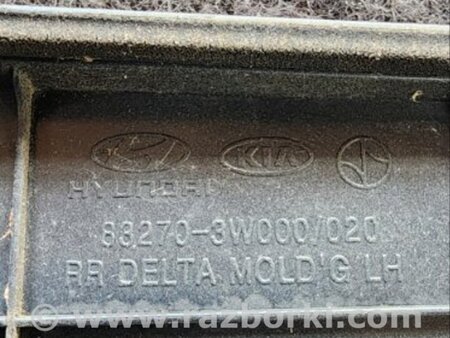 KIA
HYUNDAI
83270-3W000/020
RR DELTA MOLD'G LH
www.razborki.com